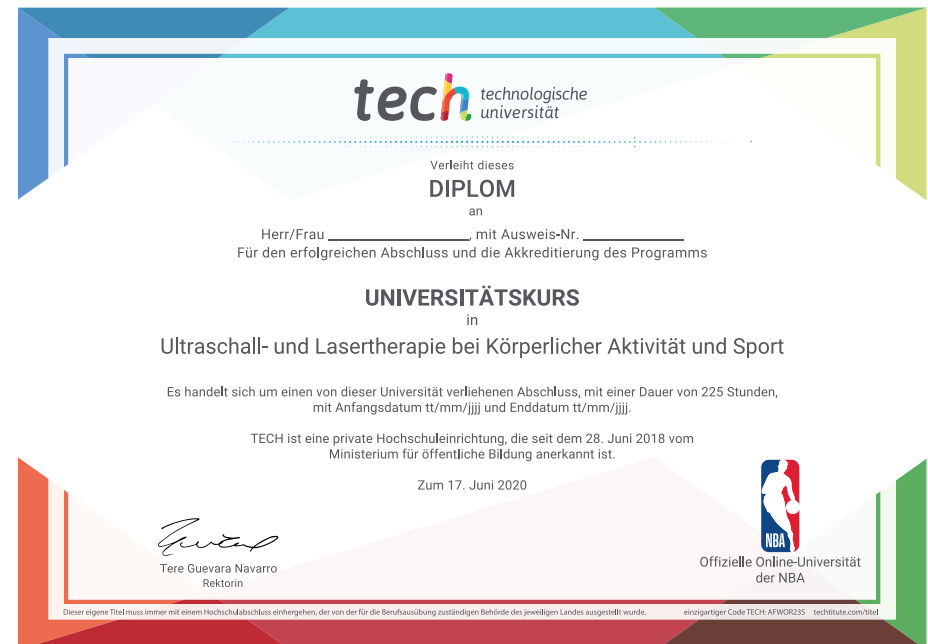 tech technologische
universität
Verleiht dieses
DIPLOM
an
Herr/Frau ____________________, mit Ausweis-Nr. __________________
Für den erfolgreichen Abschluss und die Akkreditierung des Programms
UNIVERSITÄTSKURS
in
Ultraschall- und Lasertherapie bei Körperlicher Aktivität und Sport
Es handelt sich um einen von dieser Universität verliehenen Abschluss, mit einer Dauer von 225 Stunden,
mit Anfangsdatum tt/mm/jjjj und Enddatum tt/mm/jjjj.
TECH ist eine private Hochschuleinrichtung, die seit dem 28. Juni 2018 vom
Ministerium für öffentliche Bildung anerkannt ist.
Zum 17. Juni 2020
Tere Guevara Navarro
Rektorin
NBA
Offizielle Online-Universität
der NBA
Dieser eigene Titel muss immer mit einem Hochschulabschluss einhergehen, der von der für die Berufsausübung zuständigen Behörde des jeweiligen Landes ausgestellt wurde. einzigartiger Code TECH: AFWOR235 techtitute.com/titel